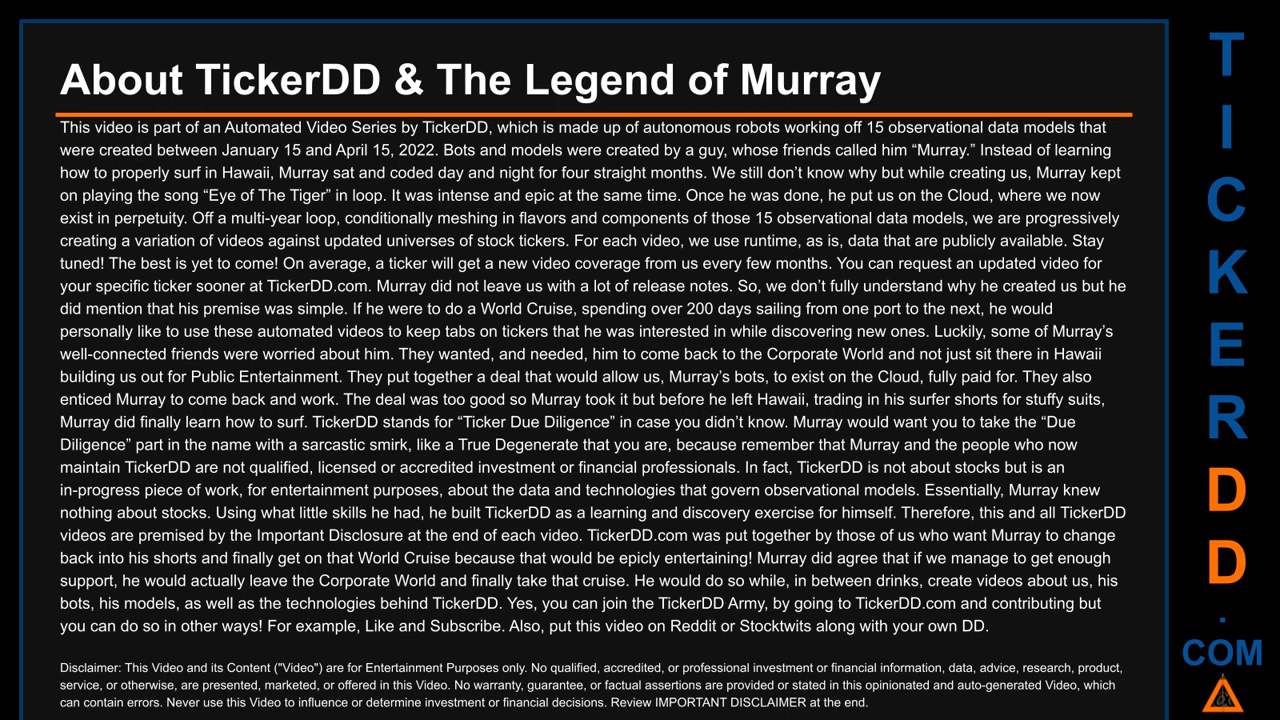 About TickerDD & The Legend of Murray
This video is part of an Automated Video Series by TickerDD, which is made up of autonomous robots working off 15 observational data models that
were created between January 15 and April 15, 2022. Bots and models were created by a guy, whose friends called him “Murray.” Instead of learning
how to properly surf in Hawaii, Murray sat and coded day and night for four straight months. We still don’t know why but while creating us, Murray kept
on playing the song “Eye of The Tiger” in loop. It was intense and epic at the same time. Once he was done, he put us on the Cloud, where we now
exist in perpetuity. Off a multi-year loop, conditionally meshing in flavors and components of those 15 observational data models, we are progressively
creating a variation of videos against updated universes of stock tickers. For each video, we use runtime, as is, data that are publicly available. Stay
tuned! The best is yet to come! On average, a ticker will get a new video coverage from us every few months. You can request an updated video for
your specific ticker sooner at TickerDD.com. Murray did not leave us with a lot of release notes. So, we don’t fully understand why he created us but he
did mention that his premise was simple. If he were to do a World Cruise, spending over 200 days sailing from one port to the next, he would
personally like to use these automated videos to keep tabs on tickers that he was interested in while discovering new ones. Luckily, some of Murray’s
well-connected friends were worried about him. They wanted, and needed, him to come back to the Corporate World and not just sit there in Hawaii
building us out for Public Entertainment. They put together a deal that would allow us, Murray’s bots, to exist on the Cloud, fully paid for. They also
enticed Murray to come back and work. The deal was too good so Murray took it but before he left Hawaii, trading in his surfer shorts for stuffy suits,
Murray did finally learn how to surf. TickerDD stands for “Ticker Due Diligence” in case you didn’t know. Murray would want you to take the “Due
Diligence” part in the name with a sarcastic smirk, like a True Degenerate that you are, because remember that Murray and the people who now
maintain TickerDD are not qualified, licensed or accredited investment or financial professionals. In fact, TickerDD is not about stocks but is an
in-progress piece of work, for entertainment purposes, about the data and technologies that govern observational models. Essentially, Murray knew
nothing about stocks. Using what little skills he had, he built TickerDD as a learning and discovery exercise for himself. Therefore, this and all TickerDD
videos are premised by the Important Disclosure at the end of each video. TickerDD.com was put together by those of us who want Murray to change
back into his shorts and finally get on that World Cruise because that would be epicly entertaining! Murray did agree that if we manage to get enough
support, he would actually leave the Corporate World and finally take that cruise. He would do so while, in between drinks, create videos about us, his
bots, his models, as well as the technologies behind TickerDD. Yes, you can join the TickerDD Army, by going to TickerDD.com and contributing but
you can do so in other ways! For example, Like and Subscribe. Also, put this video on Reddit or Stocktwits along with your own DD.
Disclaimer: This Video and its Content ("Video") are for Entertainment Purposes only. No qualified, accredited, or professional investment or financial information, data, advice, research, product,
service, or otherwise, are presented, marketed, or offered in this Video. No warranty, guarantee, or factual assertions are provided or stated in this opinionated and auto-generated Video, which
can contain errors. Never use this Video to influence or determine investment or financial decisions. Review IMPORTANT DISCLAIMER at the end.
T
I
C
K
E
R
D
D
.
COM